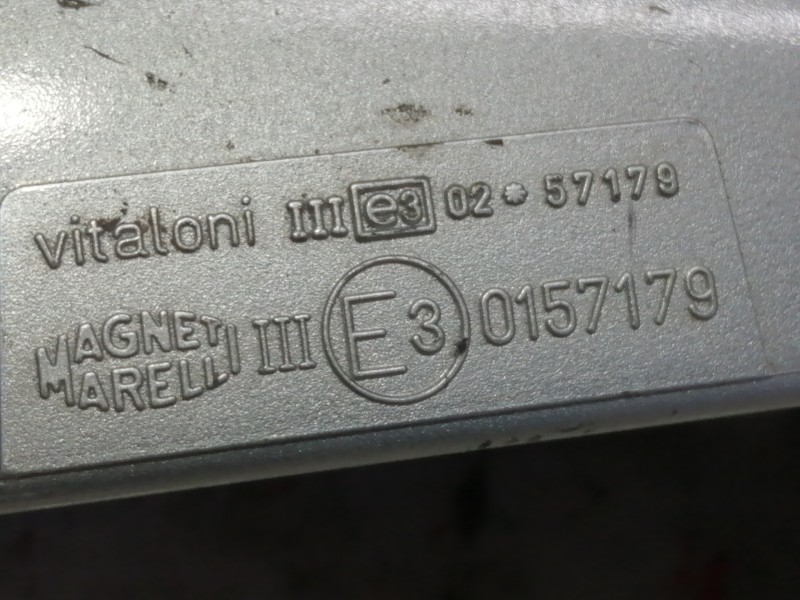 vitaloni III e3 02 * 57179
MAGNETI
MARELLI III E3 0157179